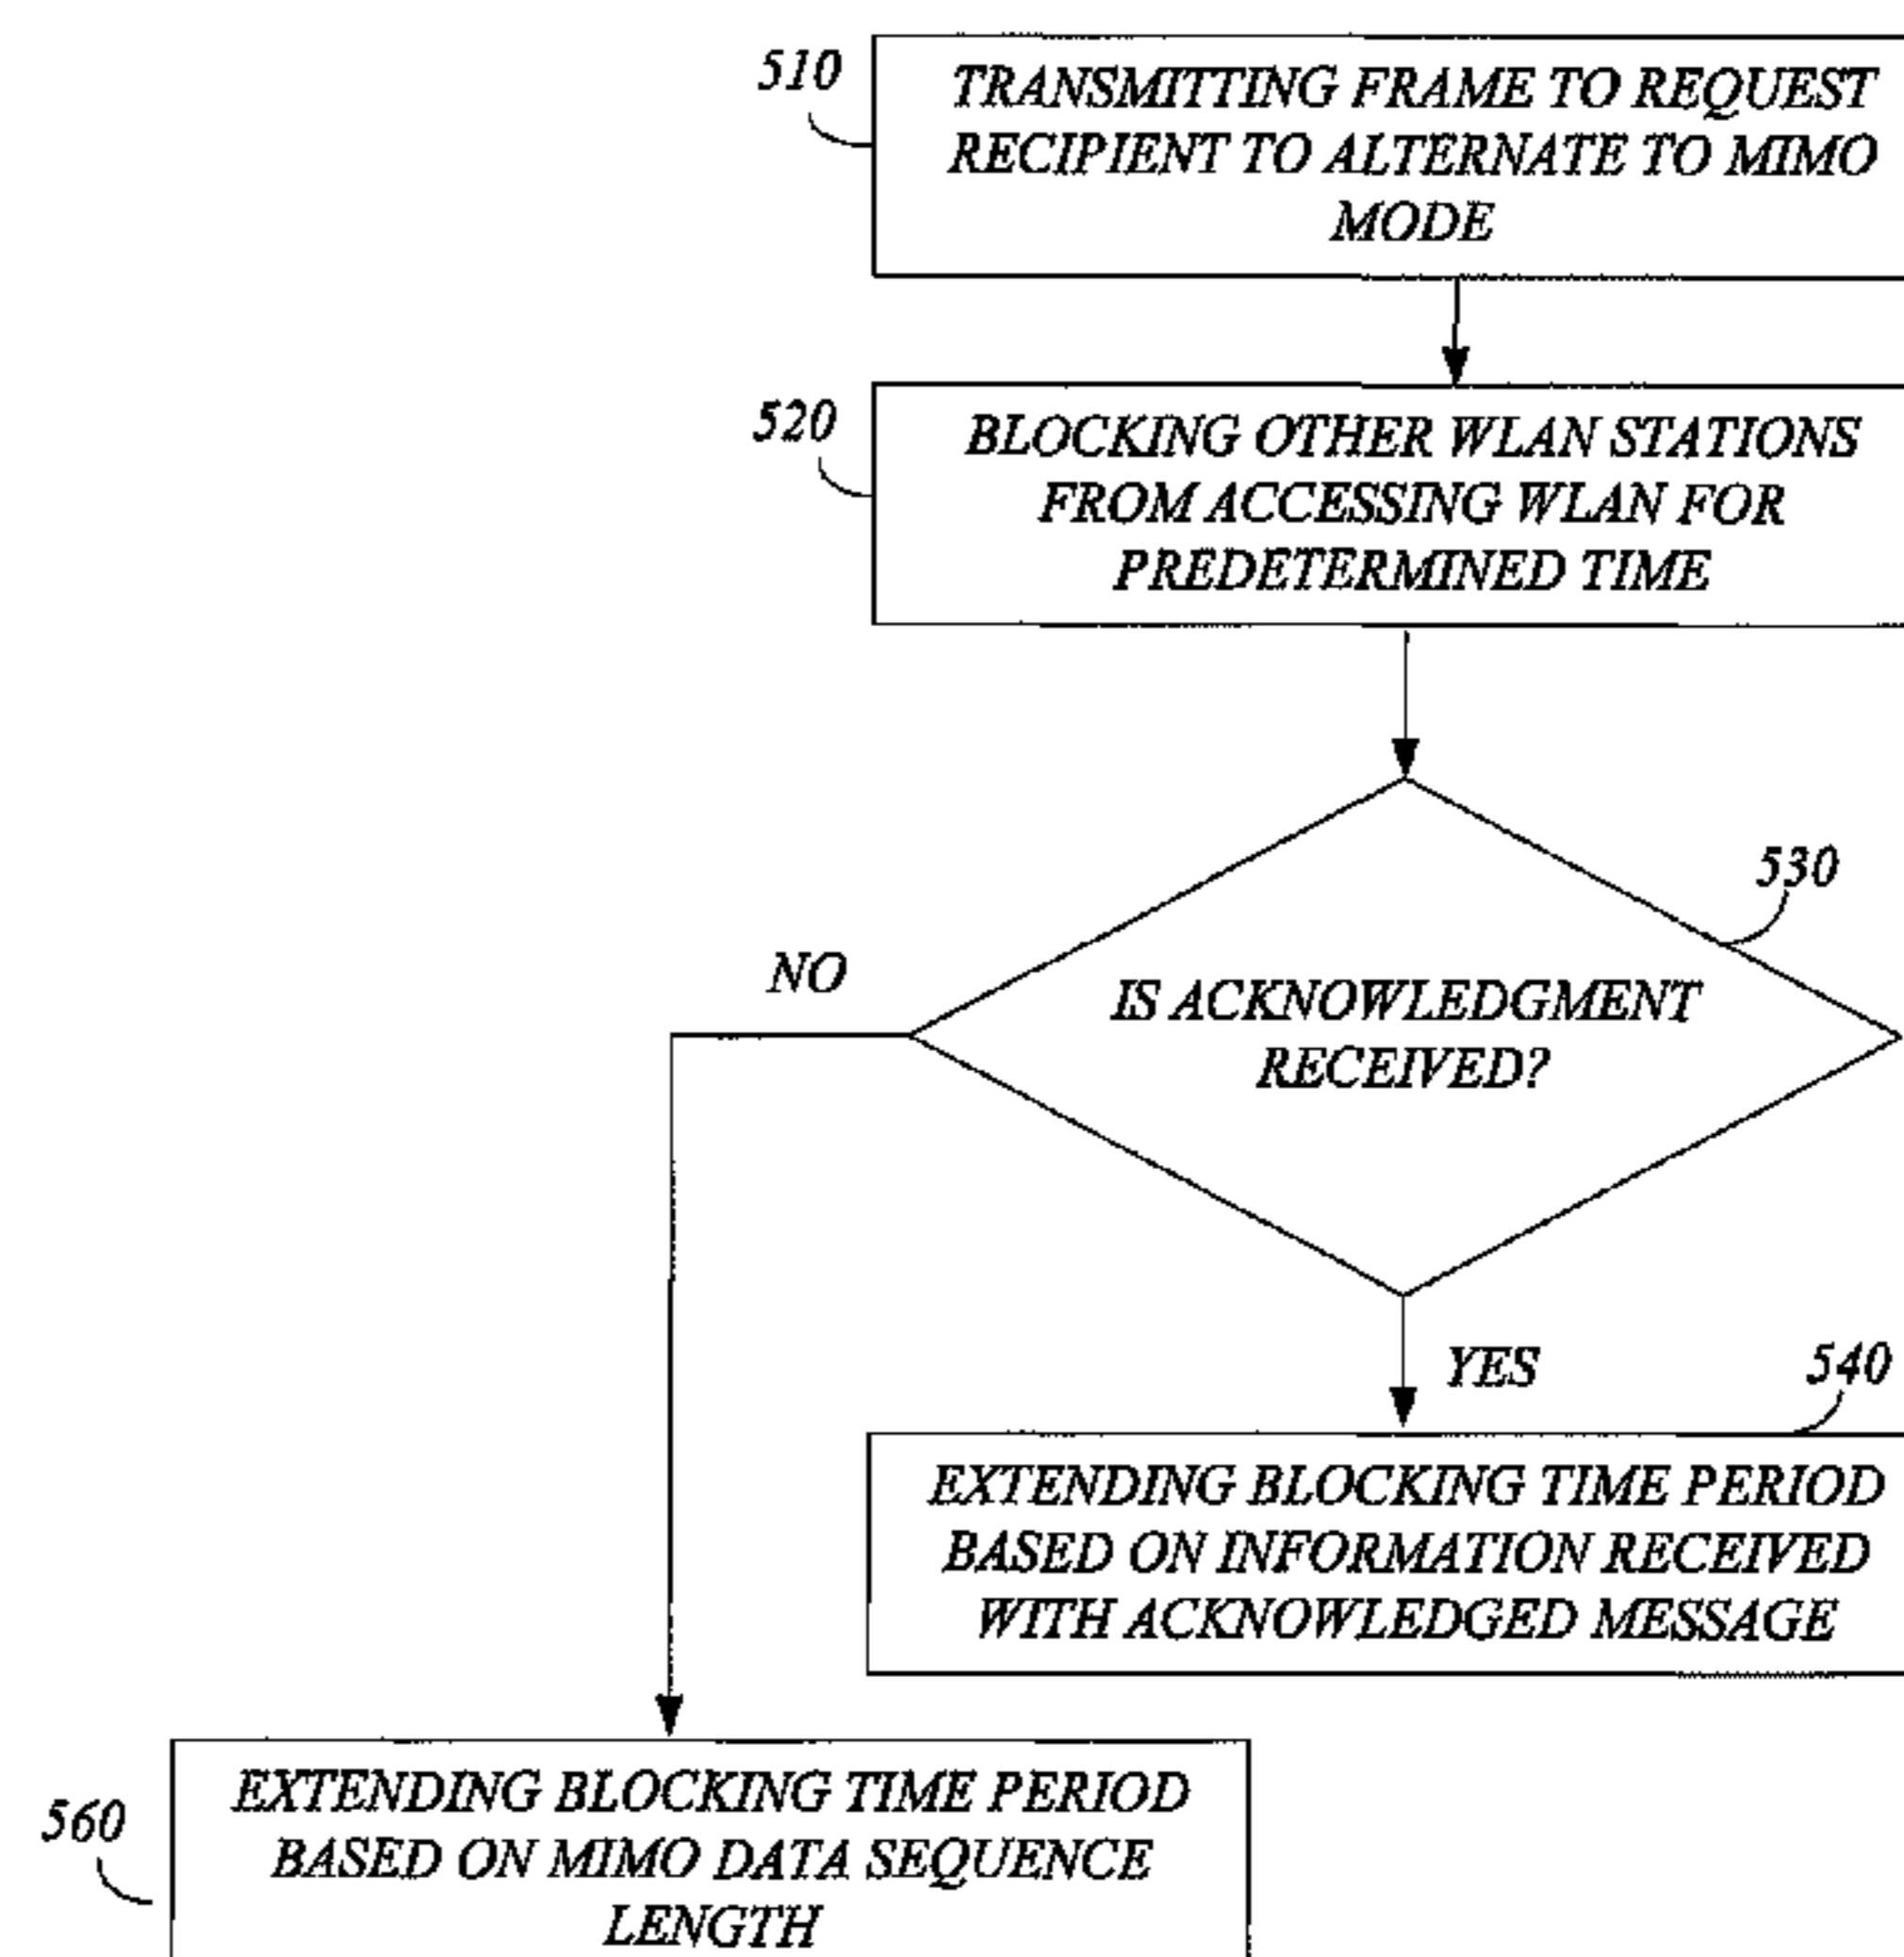 510
TRANSMITTING FRAME TO REQUEST
RECIPIENT TO ALTERNATE TO MIMO
MODE
520
BLOCKING OTHER WLAN STATIONS
FROM ACCESSING WLAN FOR
PREDETERMINED TIME
530
NO
IS ACKNOWLEDGMENT
RECEIVED?
YES
540
EXTENDING BLOCKING TIME PERIOD
BASED ON INFORMATION RECEIVED
WITH ACKNOWLEDGED MESSAGE
560
EXTENDING BLOCKING TIME PERIOD
BASED ON MIMO DATA SEQUENCE
LENGTH